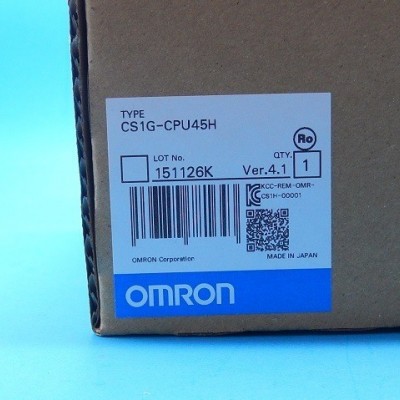 TYPE
CS1G-CPU45H
Ro
LOT No.
QTY.
151126K
Ver.4.1
1
KCC-REM-OMR-
CS1H-00001
OMRON Corporation
MADE IN JAPAN
OMRON